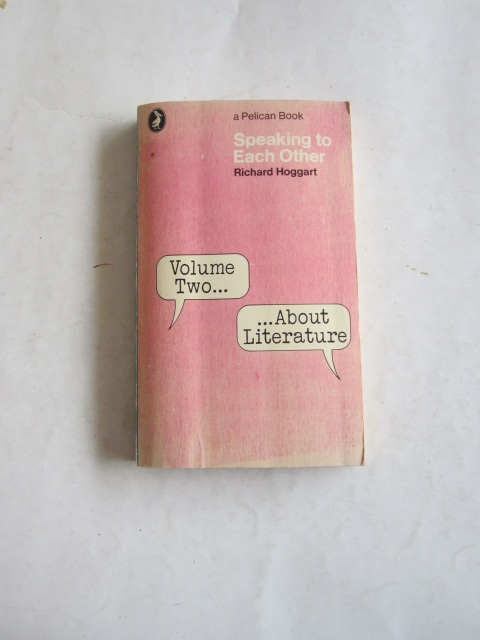 a Pelican Book
Speaking to
Each Other
Richard Hoggart
Volume
Two...
...About
Literature